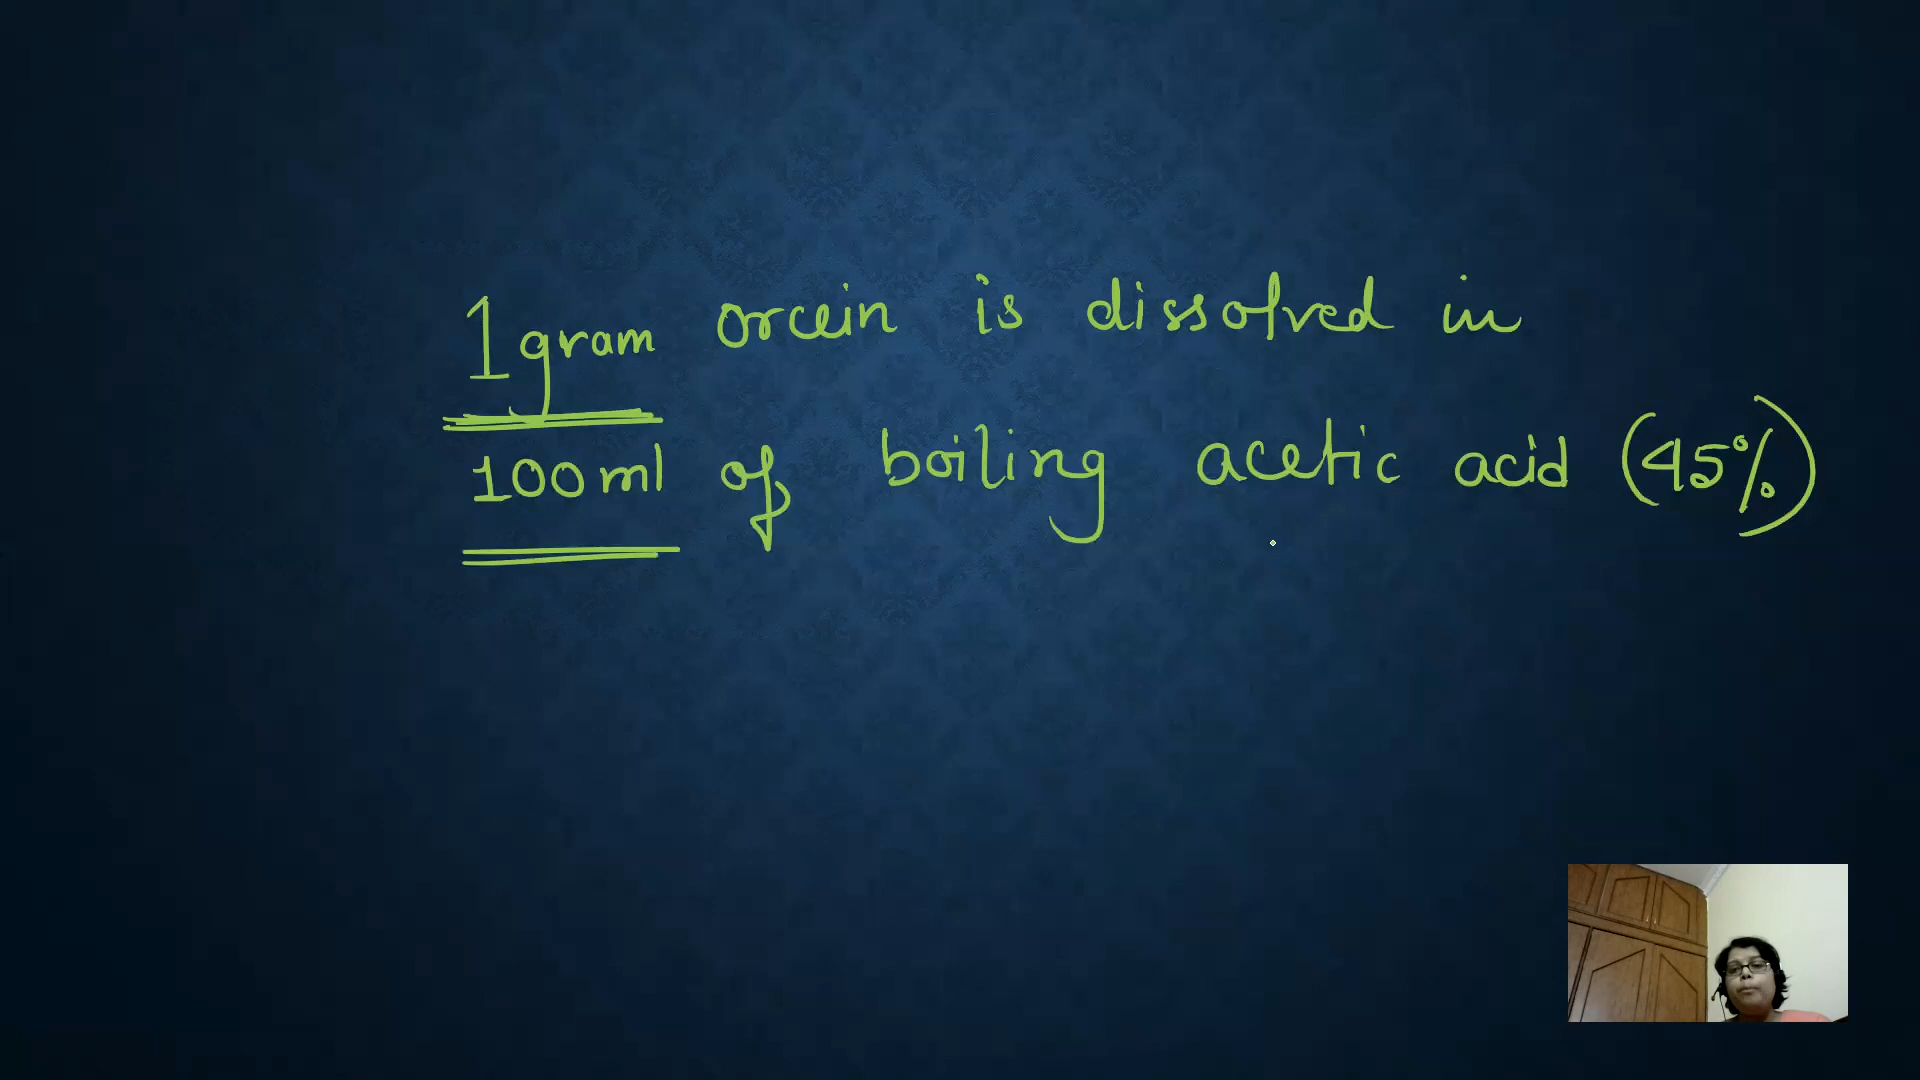 1 gram orcein is dissolved in
100 ml of boiling acetic acid (45%)